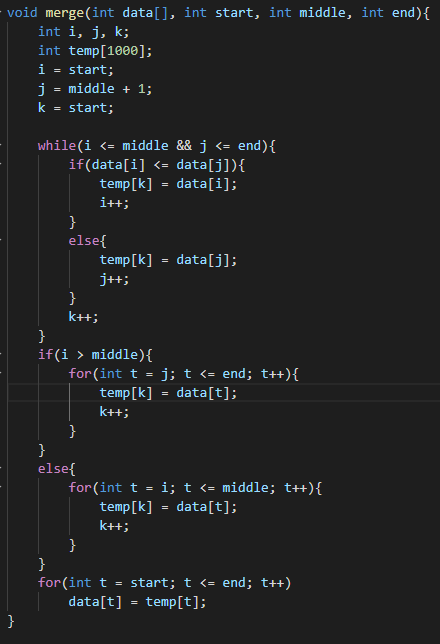 void merge(int data[], int start, int middle, int end){
    int i, j, k;
    int temp[1000];
    i = start;
    j = middle + 1;
    k = start;

    while(i <= middle && j <= end){
        if(data[i] <= data[j]){
            temp[k] = data[i];
            i++;
        }
        else{
            temp[k] = data[j];
            j++;
        }
        k++;
    }
    if(i > middle){
        for(int t = j; t <= end; t++){
            temp[k] = data[t];
            k++;
        }
    }
    else{
        for(int t = i; t <= middle; t++){
            temp[k] = data[t];
            k++;
        }
    }
    for(int t = start; t <= end; t++)
        data[t] = temp[t];
}